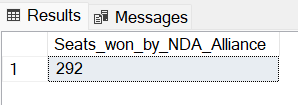 Results Messages
Seats_won_by_NDA_Alliance
1 292